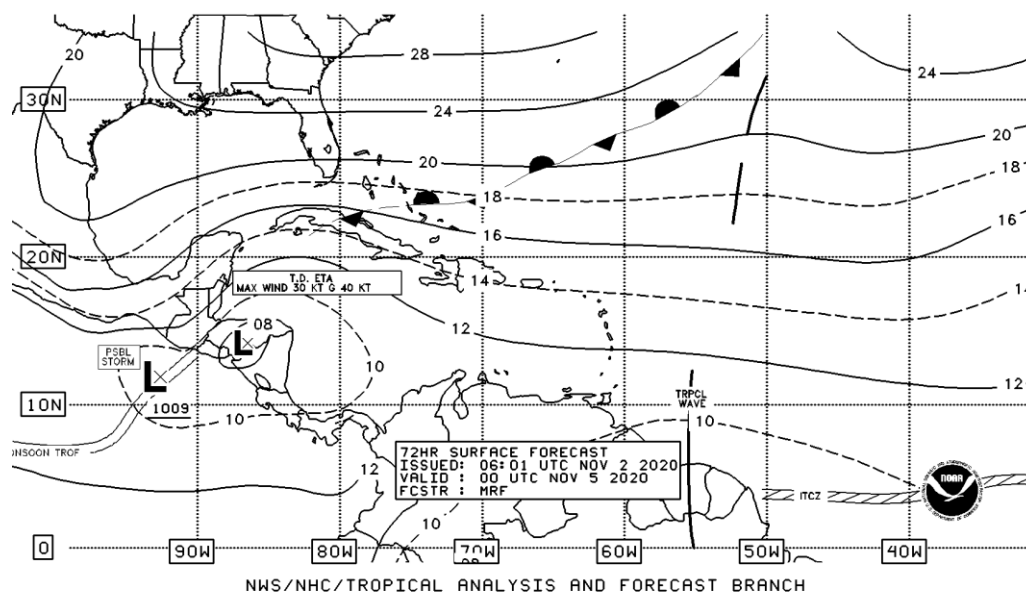 20
28
24
24
30N
20
20
18
18
16
16
20N
T.D. ETA
MAX WIND 30 KT G 40 KT
14
14
12
08
PSBL
STORM
10
12
TRPCL
WAVE
10N
1009
10
10
MONSOON TROF
12
72HR SURFACE FORECAST
ISSUED: 06:01 UTC NOV 2 2020
VALID : 00 UTC NOV 5 2020
FCSTR : MRF
L
L
NOAA
ITCZ
10
0
90W
80W
70W
60W
50W
40W
NWS/NHC/TROPICAL ANALYSIS AND FORECAST BRANCH